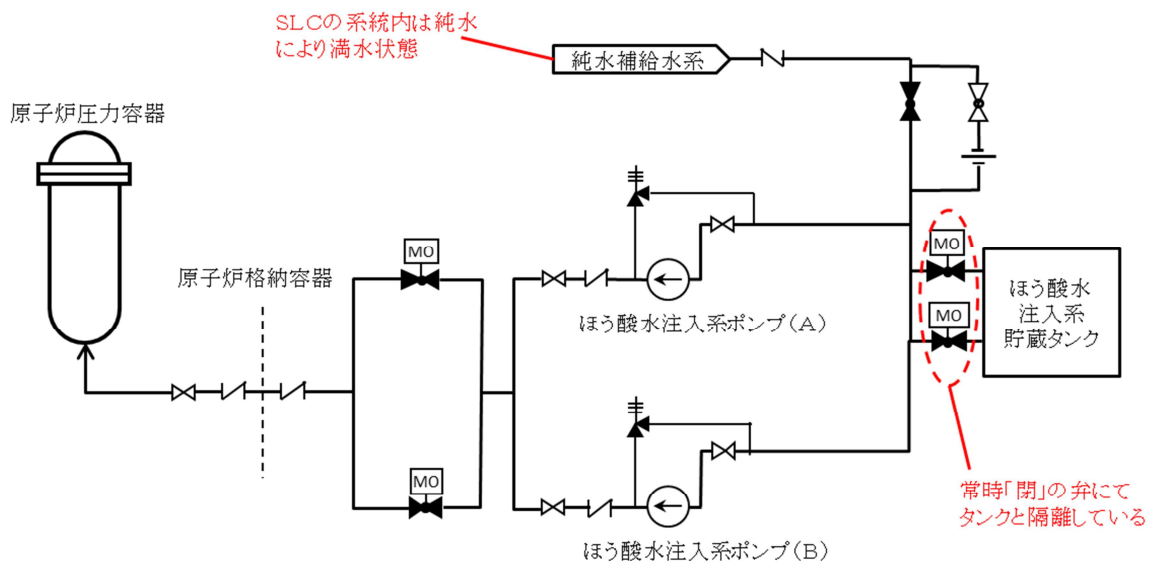 SLCの系統内は純水
により満水状態
純水補給水系
原子炉圧力容器
MO
原子炉格納容器
MO
ほう酸水
注入系
貯蔵タンク
MO
ほう酸水注入系ポンプ(A)
MO
MO
常時「閉」の弁にて
タンクと隔離している
ほう酸水注入系ポンプ(B)